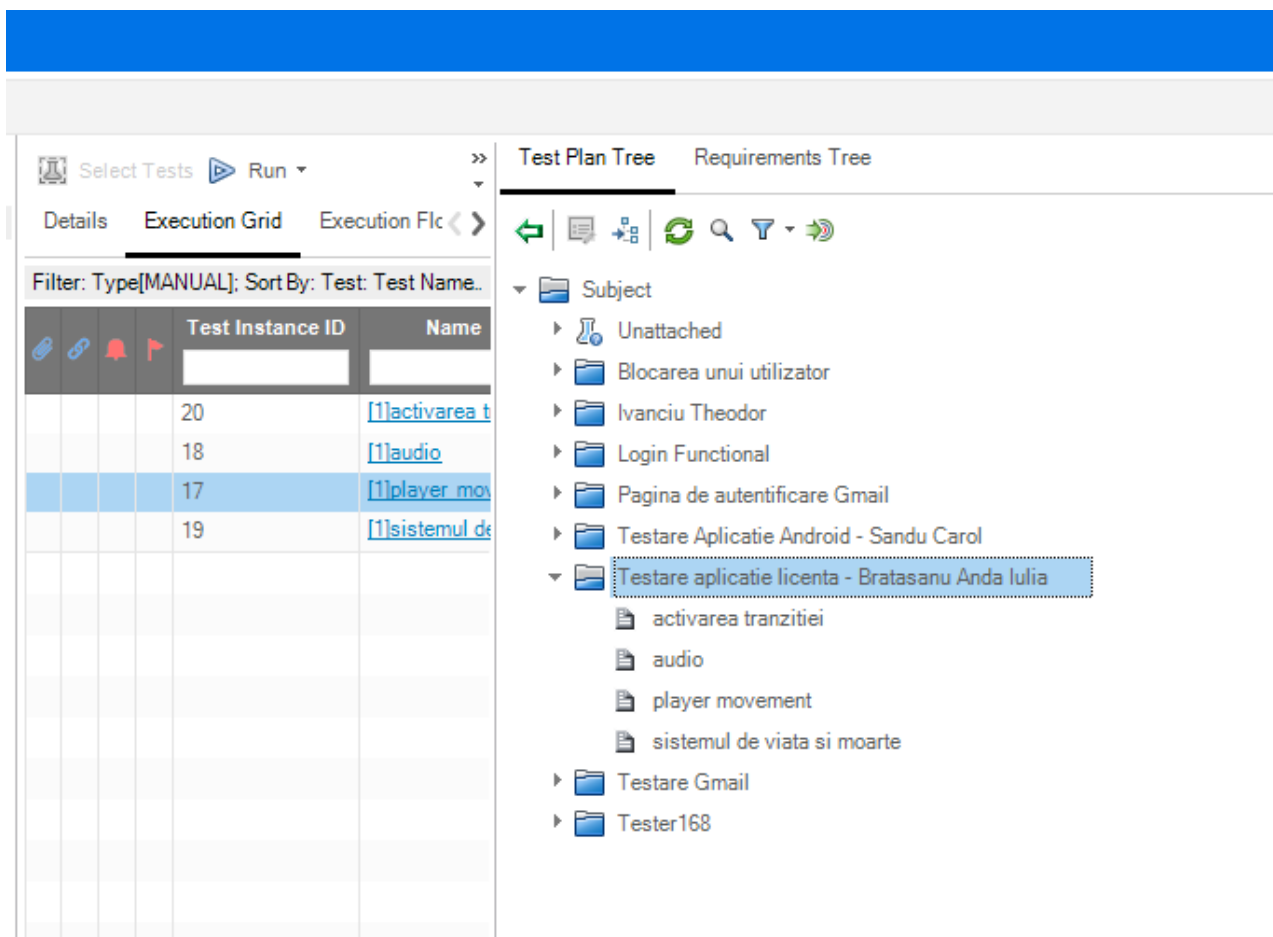 Select Tests Run
Details Execution Grid Execution Flc
Filter: Type[MANUAL]; Sort By: Test: Test Name..
Test Instance ID Name
20 [1]activarea t
18 [1]audio
17 [1]player mov
19 [1]sistemul de
Test Plan Tree Requirements Tree
Subject
Unattached
Blocarea unui utilizator
Ivanciu Theodor
Login Functional
Pagina de autentificare Gmail
Testare Aplicatie Android - Sandu Carol
Testare aplicatie licenta - Bratasanu Anda Iulia
activarea tranzitiei
audio
player movement
sistemul de viata si moarte
Testare Gmail
Tester168